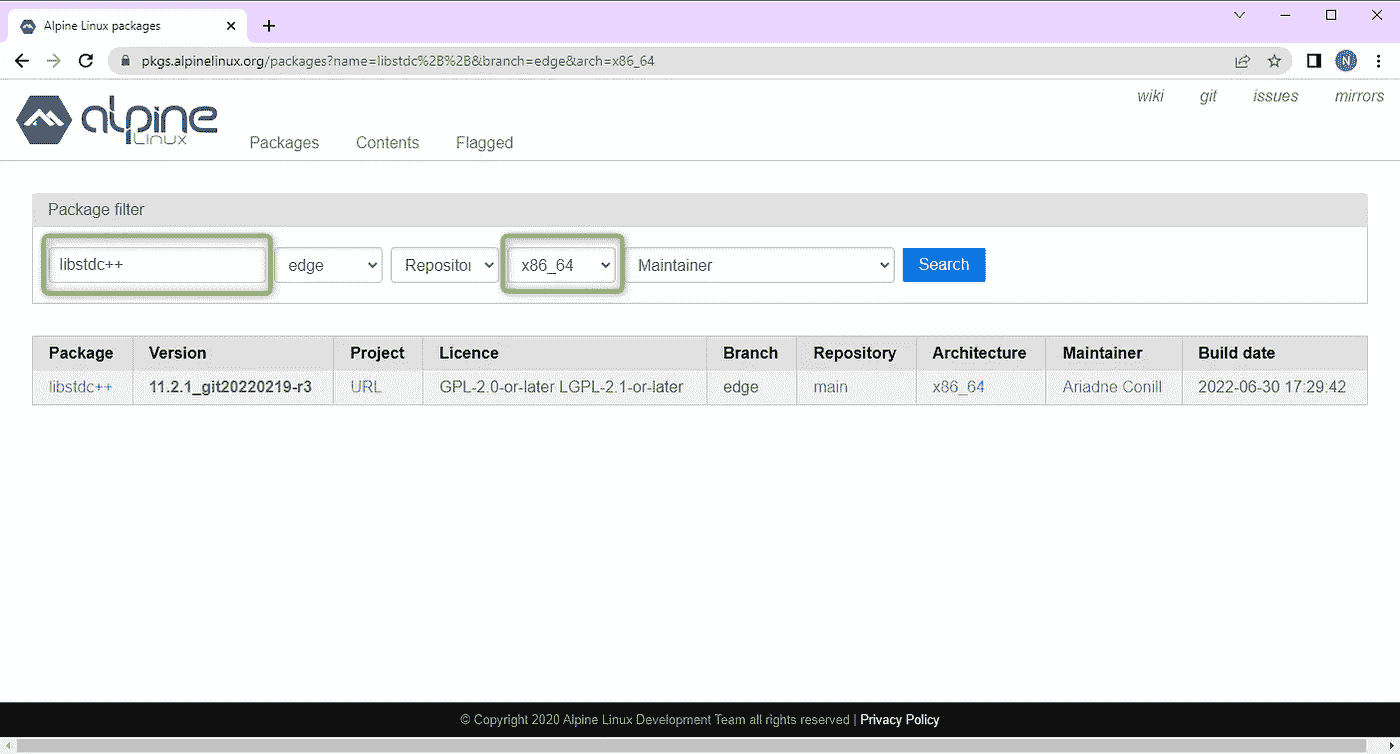 Alpine Linux packages
pkgs.alpinelinux.org/packages?name=libstdc%2B%2B&branch=edge&arch=x86_64
N
wiki git issues mirrors
alpine
Linux
Packages Contents Flagged
Package filter
libstdc++ edge Repositor x86_64 Maintainer Search
Package Version Project Licence Branch Repository Architecture Maintainer Build date
libstdc++ 11.2.1_git20220219-r3 URL GPL-2.0-or-later LGPL-2.1-or-later edge main x86_64 Ariadne Conill 2022-06-30 17:29:42
© Copyright 2020 Alpine Linux Development Team all rights reserved | Privacy Policy